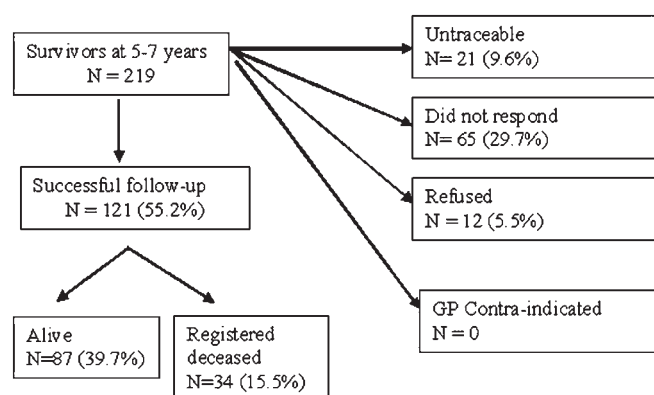 Survivors at 5-7 years
N = 219
Untraceable
N= 21 (9.6%)
Did not respond
N= 65 (29.7%)
Successful follow-up
N = 121 (55.2%)
Refused
N = 12 (5.5%)
GP Contra-indicated
N = 0
Alive
N=87 (39.7%)
Registered
deceased
N=34 (15.5%)